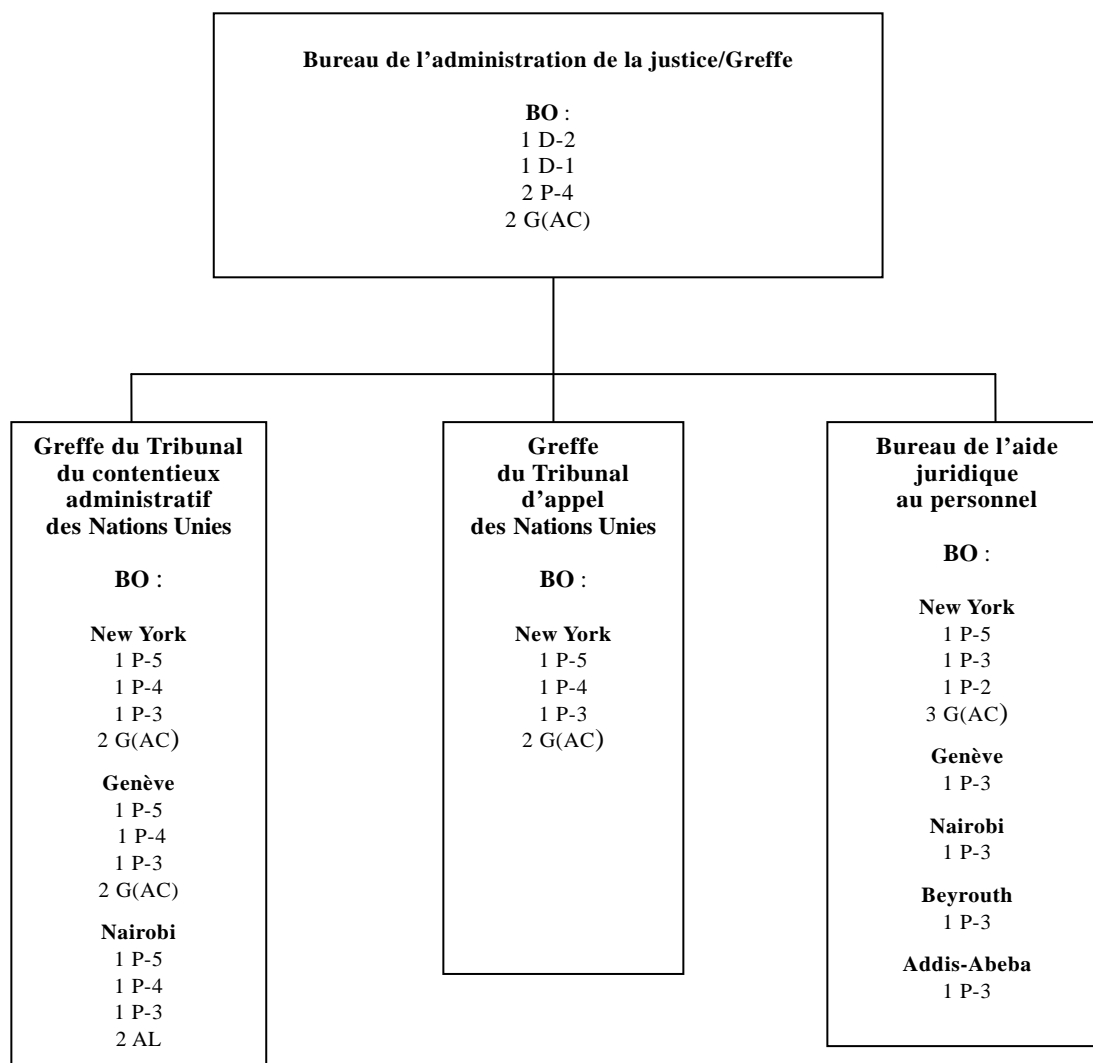 Bureau de l’administration de la justice/Greffe
BO :
1 D-2
1 D-1
2 P-4
2 G(AC)
Greffe du Tribunal
du contentieux
administratif
des Nations Unies
BO :
New York
1 P-5
1 P-4
1 P-3
2 G(AC)
Genève
1 P-5
1 P-4
1 P-3
2 G(AC)
Nairobi
1 P-5
1 P-4
1 P-3
2 AL
Greffe
du Tribunal
d’appel
des Nations Unies
BO :
New York
1 P-5
1 P-4
1 P-3
2 G(AC)
Bureau de l’aide
juridique
au personnel
BO :
New York
1 P-5
1 P-3
1 P-2
3 G(AC)
Genève
1 P-3
Nairobi
1 P-3
Beyrouth
1 P-3
Addis-Abeba
1 P-3